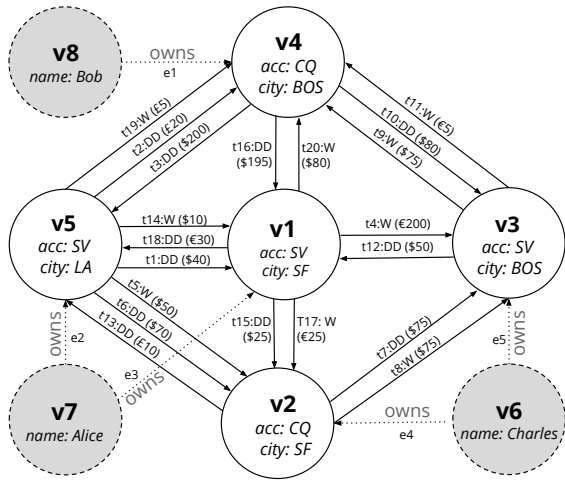 v8
name: Bob
owns
e1
v4
acc: CQ
city: BOS
t19:W (£5)
t2:DD (£20)
t3:DD ($200)
t16:DD
($195)
t20:W
($80)
t11:W (€5)
t10:DD ($80)
t9:W ($75)
v5
acc: SV
city: LA
t14:W ($10)
t18:DD (€30)
t1:DD ($40)
v1
acc: SV
city: SF
t4:W (€200)
t12:DD ($50)
v3
acc: SV
city: BOS
t5:W ($50)
t6:DD ($70)
t13:DD (£10)
t15:DD
($25)
T17: W
(€25)
t7:DD ($75)
t8:W ($75)
owns
e2
e3
owns
e5
owns
v7
name: Alice
v2
acc: CQ
city: SF
owns
e4
v6
name: Charles